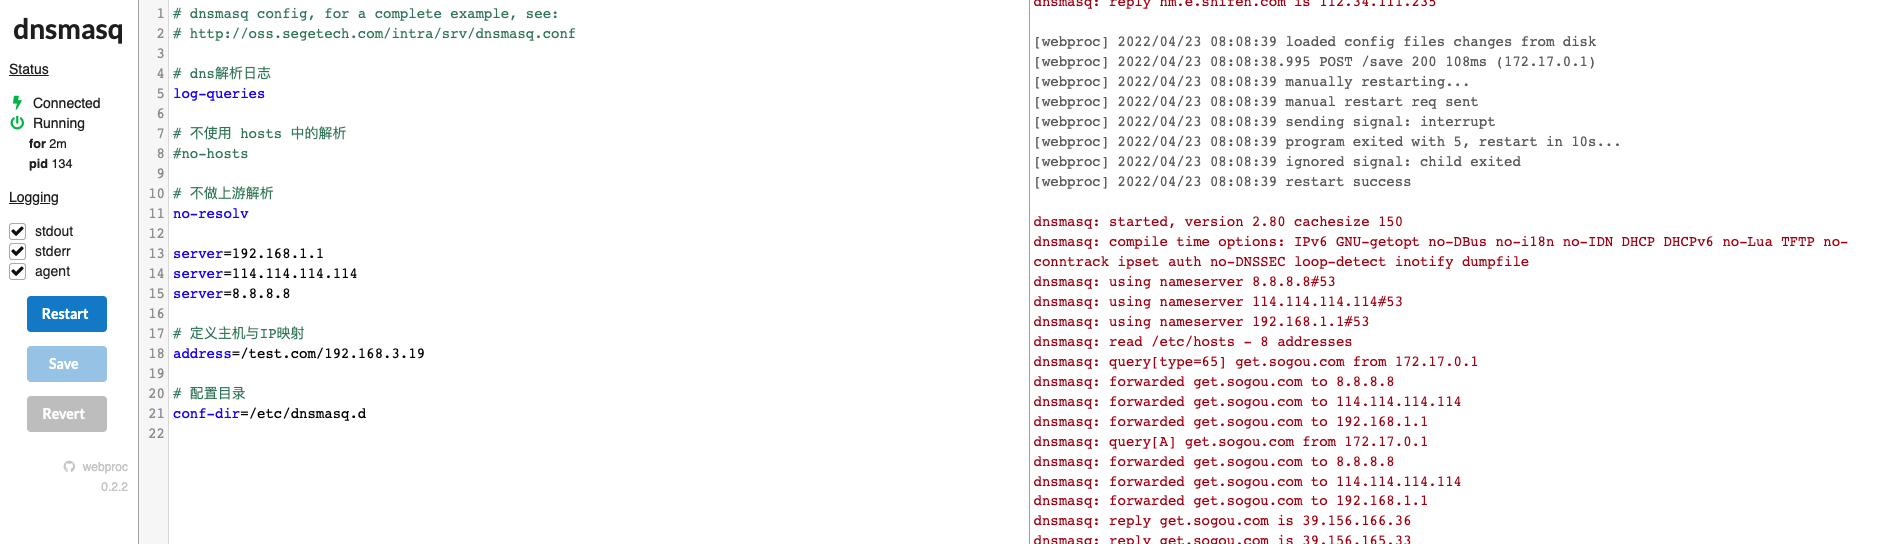 dnsmasq
Status
Connected
Running
for 2m
pid 134
Logging
stdout
stderr
agent
Restart
Save
Revert
webproc
0.2.2
1 # dnsmasq config, for a complete example, see:
2 # http://oss.segetech.com/intra/srv/dnsmasq.conf
3
4 # dns解析日志
5 log-queries
6
7 # 不使用 hosts 中的解析
8 #no-hosts
9
10 # 不做上游解析
11 no-resolv
12
13 server=192.168.1.1
14 server=114.114.114.114
15 server=8.8.8.8
16
17 # 定义主机与IP映射
18 address=/test.com/192.168.3.19
19
20 # 配置目录
21 conf-dir=/etc/dnsmasq.d
22
dnsmasq: reply hm.e.shifen.com is 112.34.111.235
[webproc] 2022/04/23 08:08:39 loaded config files changes from disk
[webproc] 2022/04/23 08:08:38.995 POST /save 200 108ms (172.17.0.1)
[webproc] 2022/04/23 08:08:39 manually restarting...
[webproc] 2022/04/23 08:08:39 manual restart req sent
[webproc] 2022/04/23 08:08:39 sending signal: interrupt
[webproc] 2022/04/23 08:08:39 program exited with 5, restart in 10s...
[webproc] 2022/04/23 08:08:39 ignored signal: child exited
[webproc] 2022/04/23 08:08:39 restart success
dnsmasq: started, version 2.80 cachesize 150
dnsmasq: compile time options: IPv6 GNU-getopt no-DBus no-i18n no-IDN DHCP DHCPv6 no-Lua TFTP no-
conntrack ipset auth no-DNSSEC loop-detect inotify dumpfile
dnsmasq: using nameserver 8.8.8.8#53
dnsmasq: using nameserver 114.114.114.114#53
dnsmasq: using nameserver 192.168.1.1#53
dnsmasq: read /etc/hosts - 8 addresses
dnsmasq: query[type=65] get.sogou.com from 172.17.0.1
dnsmasq: forwarded get.sogou.com to 8.8.8.8
dnsmasq: forwarded get.sogou.com to 114.114.114.114
dnsmasq: forwarded get.sogou.com to 192.168.1.1
dnsmasq: query[A] get.sogou.com from 172.17.0.1
dnsmasq: forwarded get.sogou.com to 8.8.8.8
dnsmasq: forwarded get.sogou.com to 114.114.114.114
dnsmasq: forwarded get.sogou.com to 192.168.1.1
dnsmasq: reply get.sogou.com is 39.156.166.36
dnsmasq: reply get.sogou.com is 39.156.165.33